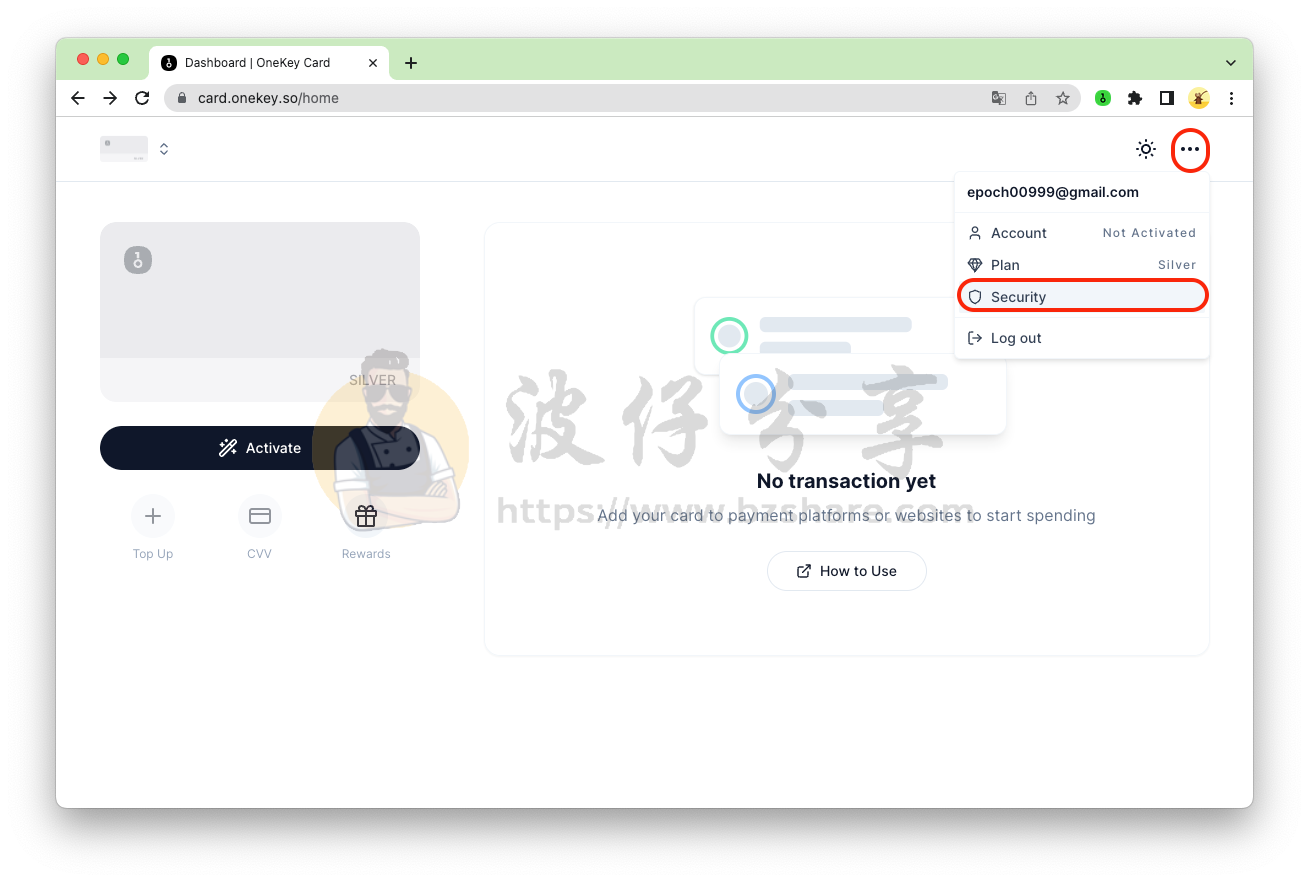 Dashboard | OneKey Card
card.onekey.so/home
epoch00999@gmail.com
Account Not Activated
Plan Silver
Security
Log out
SILVER
Activate
Top Up CVV Rewards
波仔分享
https://www.bzshare.com
No transaction yet
Add your card to payment platforms or websites to start spending
How to Use